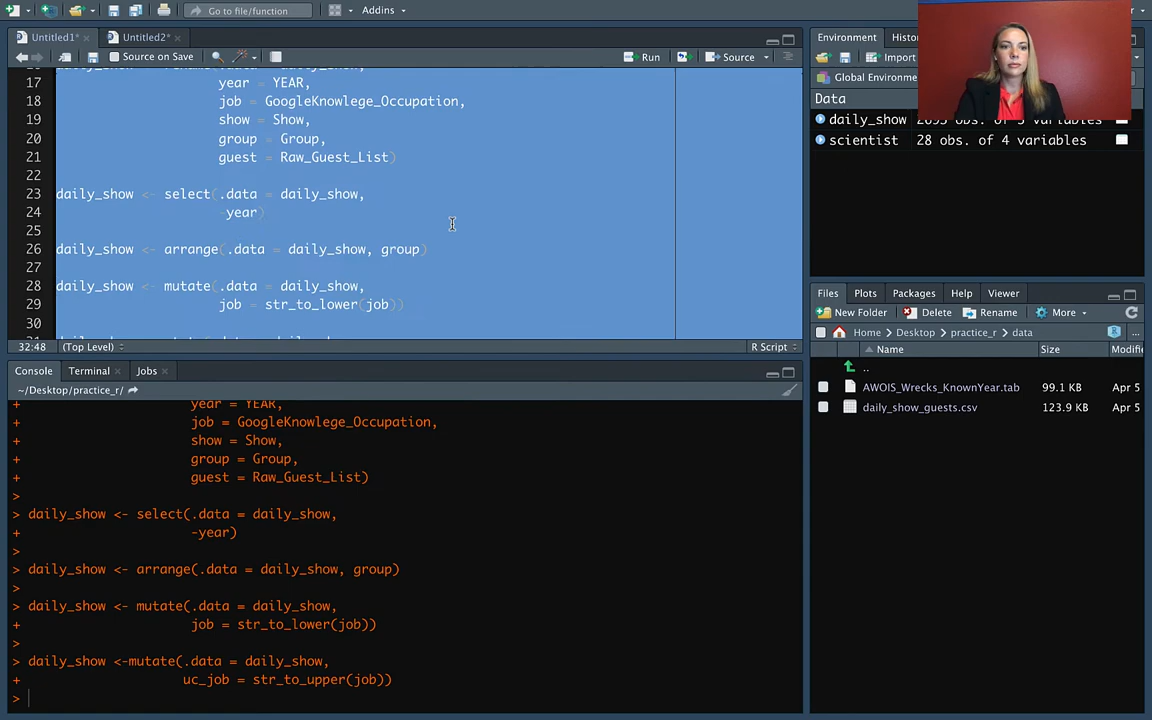 Go to file/function
Addins
Untitled1*
Untitled2*
Source on Save
Run
Source
17 year = YEAR,
18 job = GoogleKnowlege_Occupation,
19 show = Show,
20 group = Group,
21 guest = Raw_Guest_List)
22
23 daily_show <- select(.data = daily_show,
24 -year)
25
26 daily_show <- arrange(.data = daily_show, group)
27
28 daily_show <- mutate(.data = daily_show,
29 job = str_to_lower(job))
30
32:48 (Top Level) R Script
Console Terminal Jobs
~/Desktop/practice_r/
+ year = YEAR,
+ job = GoogleKnowlege_Occupation,
+ show = Show,
+ group = Group,
+ guest = Raw_Guest_List)
>
> daily_show <- select(.data = daily_show,
+ -year)
>
> daily_show <- arrange(.data = daily_show, group)
>
> daily_show <- mutate(.data = daily_show,
+ job = str_to_lower(job))
>
> daily_show <-mutate(.data = daily_show,
+ uc_job = str_to_upper(job))
>
Environment Histo
Import
Global Environme
Data
daily_show 2693 obs. of 5 variables
scientist 28 obs. of 4 variables
Files Plots Packages Help Viewer
New Folder Delete Rename More
Home Desktop practice_r data ...
Name Size Modifie
..
AWOIS_Wrecks_KnownYear.tab 99.1 KB Apr 5
daily_show_guests.csv 123.9 KB Apr 5